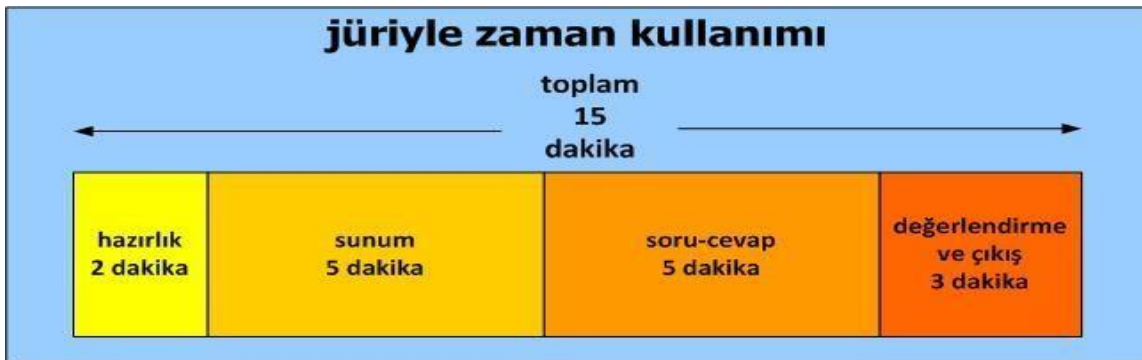 jüriyle zaman kullanımı
toplam
15
dakika
hazırlık
2 dakika
sunum
5 dakika
soru-cevap
5 dakika
değerlendirme
ve çıkış
3 dakika